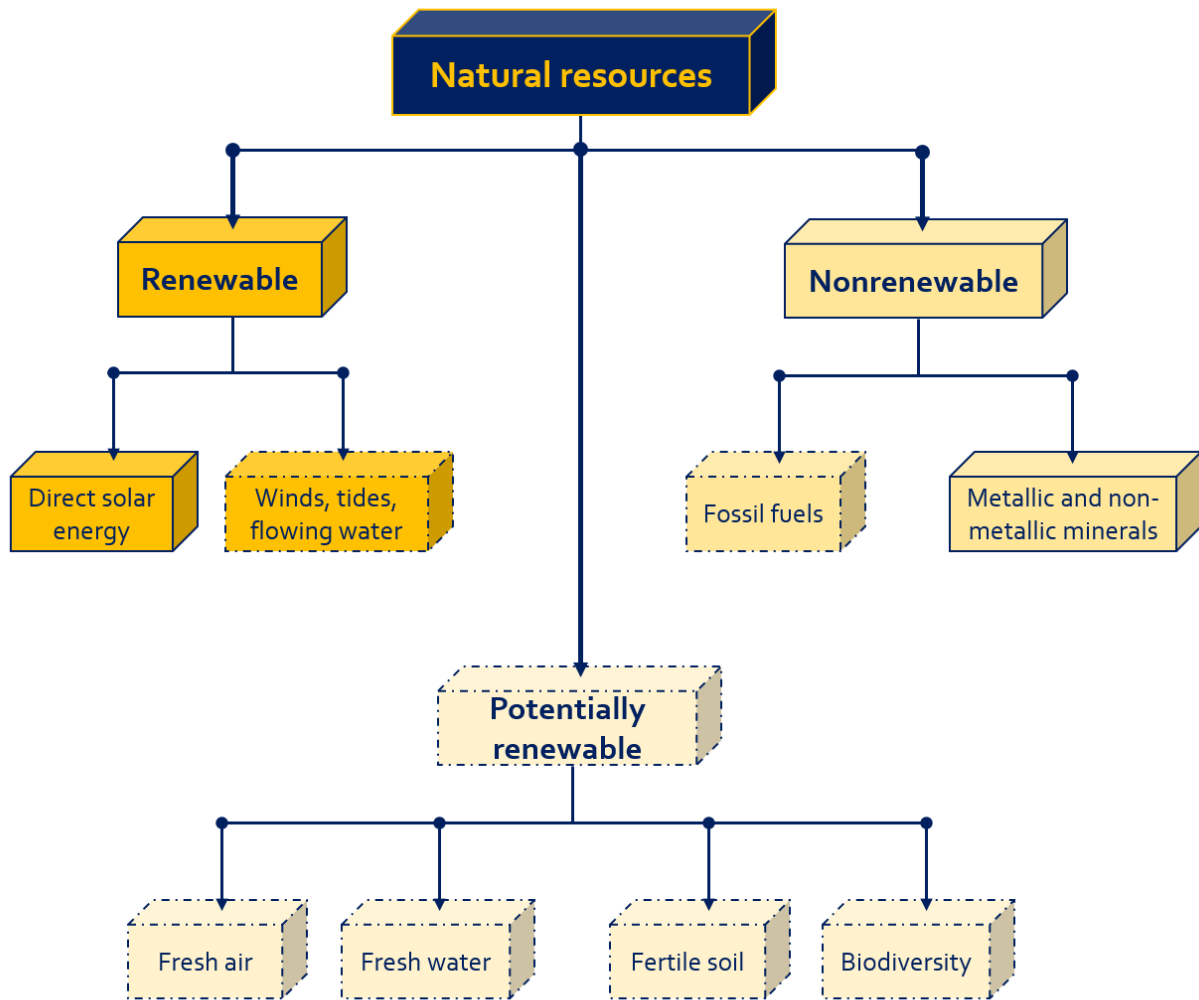 Natural resources
Renewable
Nonrenewable
Direct solar
energy
Winds, tides,
flowing water
Fossil fuels
Metallic and non-
metallic minerals
Potentially
renewable
Fresh air
Fresh water
Fertile soil
Biodiversity